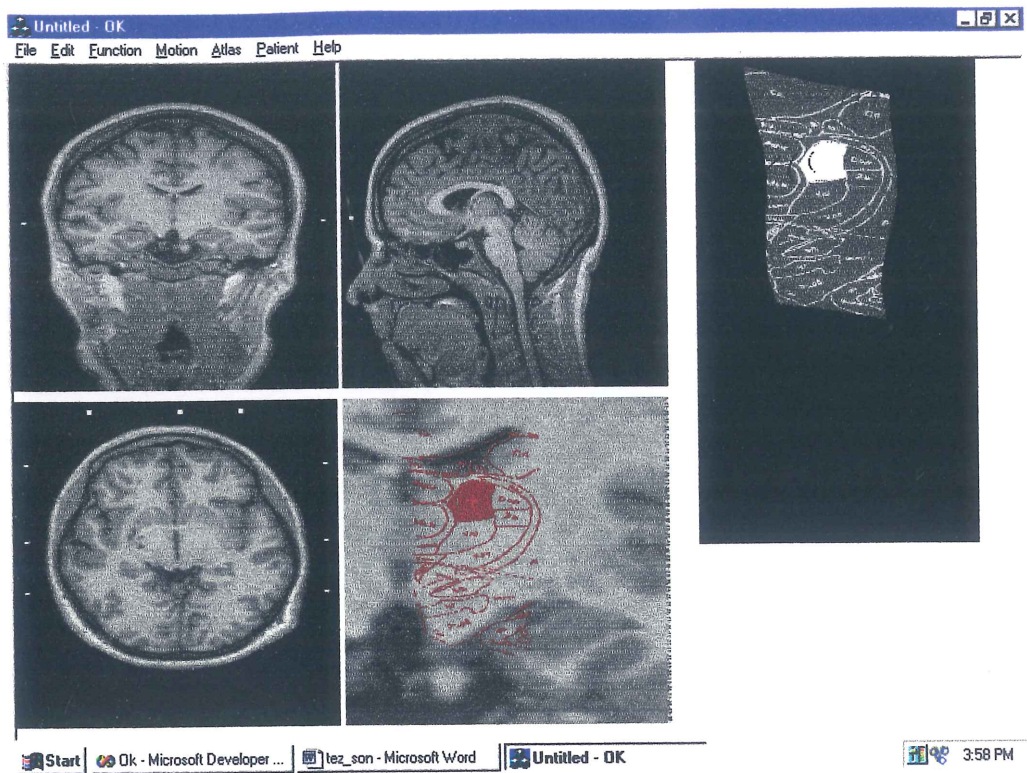 Untitled - OK
File Edit Function Motion Atlas Patient Help
Start Ok - Microsoft Developer ... tez_son - Microsoft Word Untitled - OK 3:58 PM